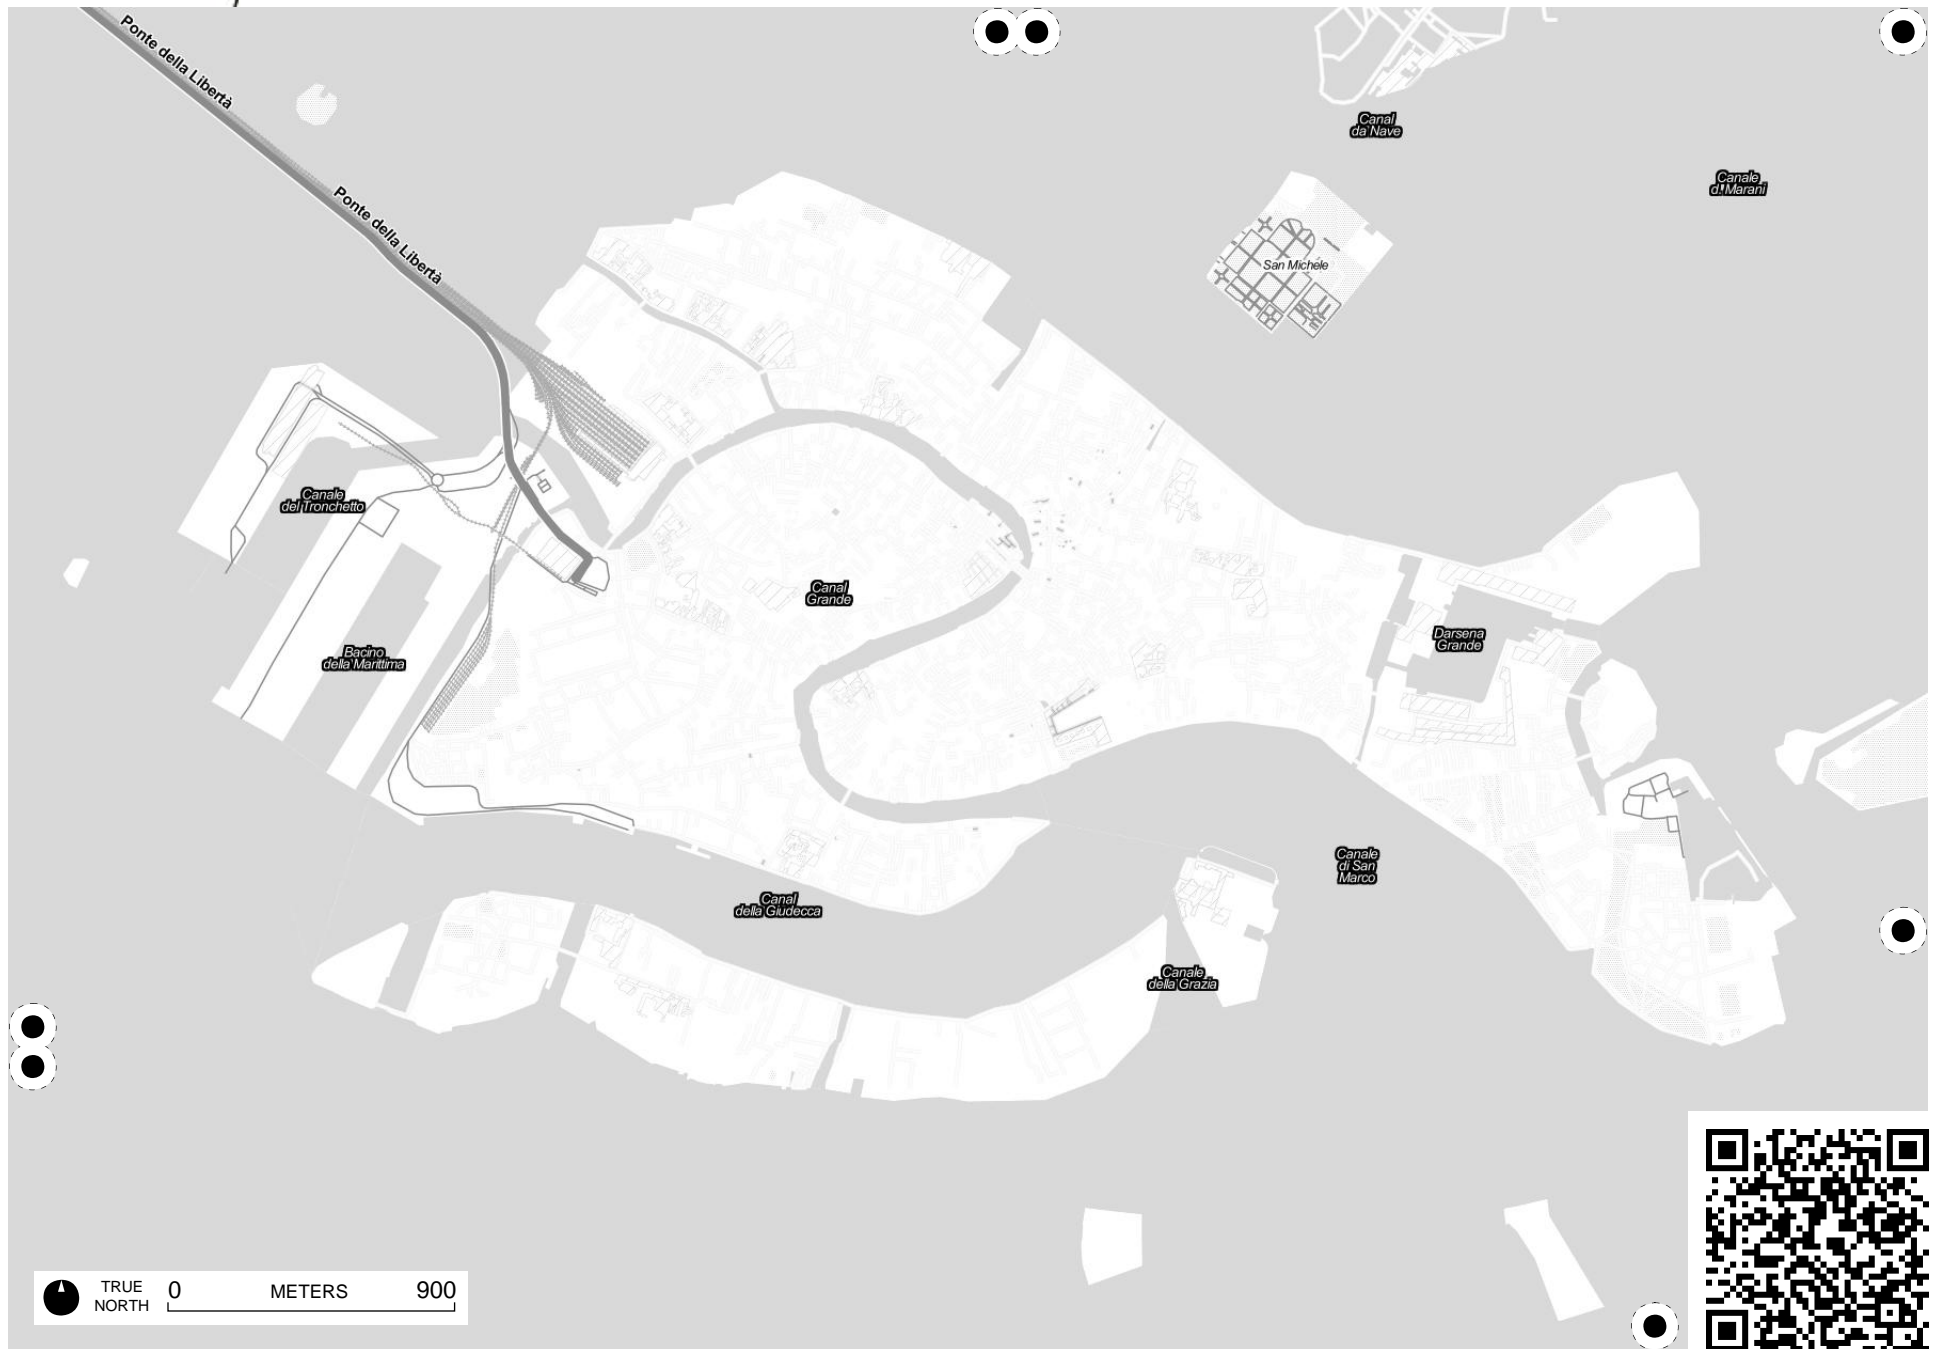 Ponte della Libertà
Canal
da Nave
Canale
d. Marani
Ponte della Libertà
San Michele
Canale
del Tronchetto
Canal
Grande
Darsena
Grande
Bacino
della Marittima
Canale
di San
Marco
Canal
della Giudecca
Canale
della Grazia
TRUE
NORTH
0 METERS 900